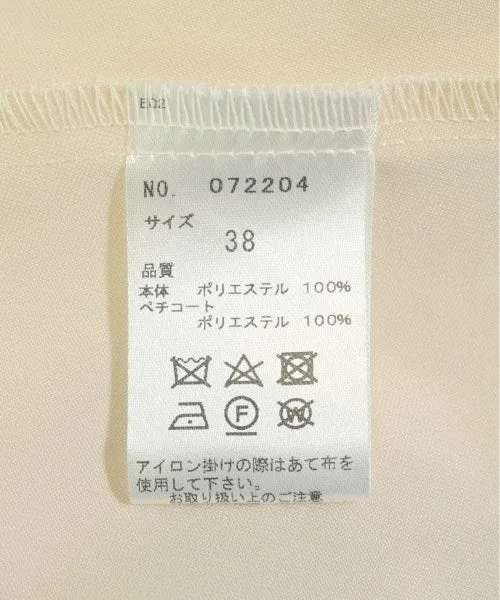 NO. 072204
サイズ
38
品質
本体 ポリエステル 100%
ペチコート
ポリエステル 100%
F
W
アイロン掛けの際はあて布を
使用して下さい。
お取り扱い上のご注意